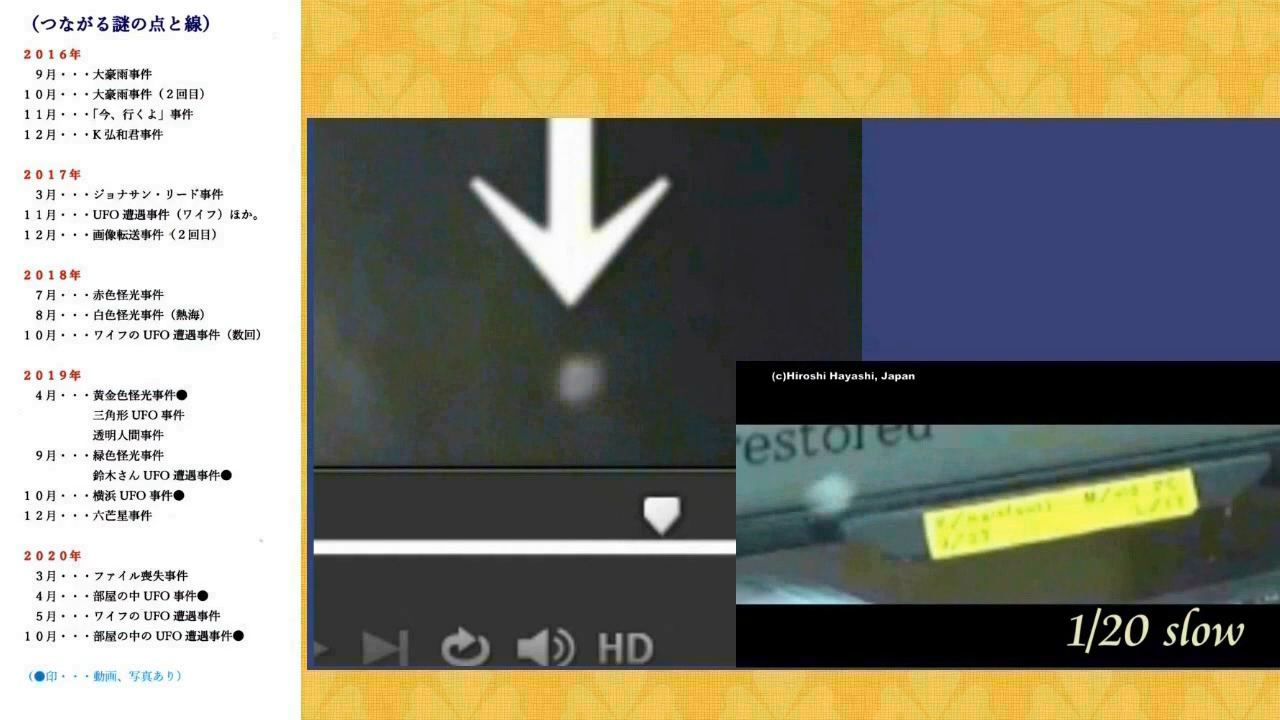 （つながる謎の点と線）
２０１６年
９月・・・大豪雨事件
１０月・・・大豪雨事件（２回目）
１１月・・・「今、行くよ」事件
１２月・・・K 弘和君事件
２０１７年
３月・・・ジョナサン・リード事件
１１月・・・UFO 遭遇事件（ワイフ）ほか。
１２月・・・画像転送事件（２回目）
２０１８年
７月・・・赤色怪光事件
８月・・・白色怪光事件（熱海）
１０月・・・ワイフの UFO 遭遇事件（数回）
２０１９年
４月・・・黄金色怪光事件●
三角形 UFO 事件
透明人間事件
９月・・・緑色怪光事件
鈴木さん UFO 遭遇事件●
１０月・・・横浜 UFO 事件●
１２月・・・六芒星事件
２０２０年
３月・・・ファイル喪失事件
４月・・・部屋の中 UFO 事件●
５月・・・ワイフの UFO 遭遇事件
１０月・・・部屋の中の UFO 遭遇事件●
（●印・・・動画、写真あり）
HD
(c)Hiroshi Hayashi, Japan
restored
1/20 slow